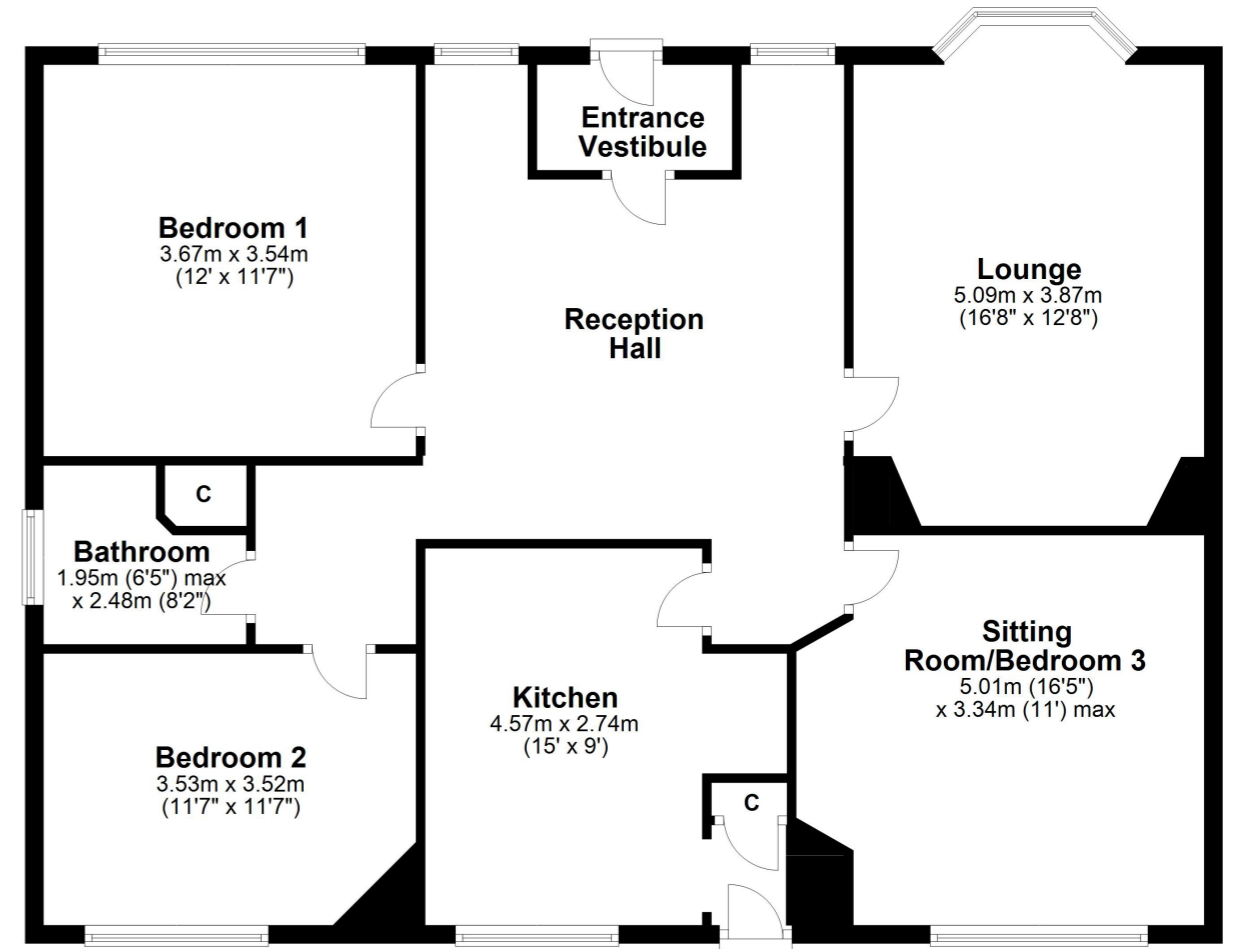 Entrance
Vestibule
Bedroom 1
3.67m x 3.54m
(12' x 11'7")
Lounge
5.09m x 3.87m
(16'8" x 12'8")
Reception
Hall
C
Bathroom
1.95m (6'5") max
x 2.48m (8'2")
Sitting
Room/Bedroom 3
5.01m (16'5")
x 3.34m (11') max
Kitchen
4.57m x 2.74m
(15' x 9')
Bedroom 2
3.53m x 3.52m
(11'7" x 11'7")
C